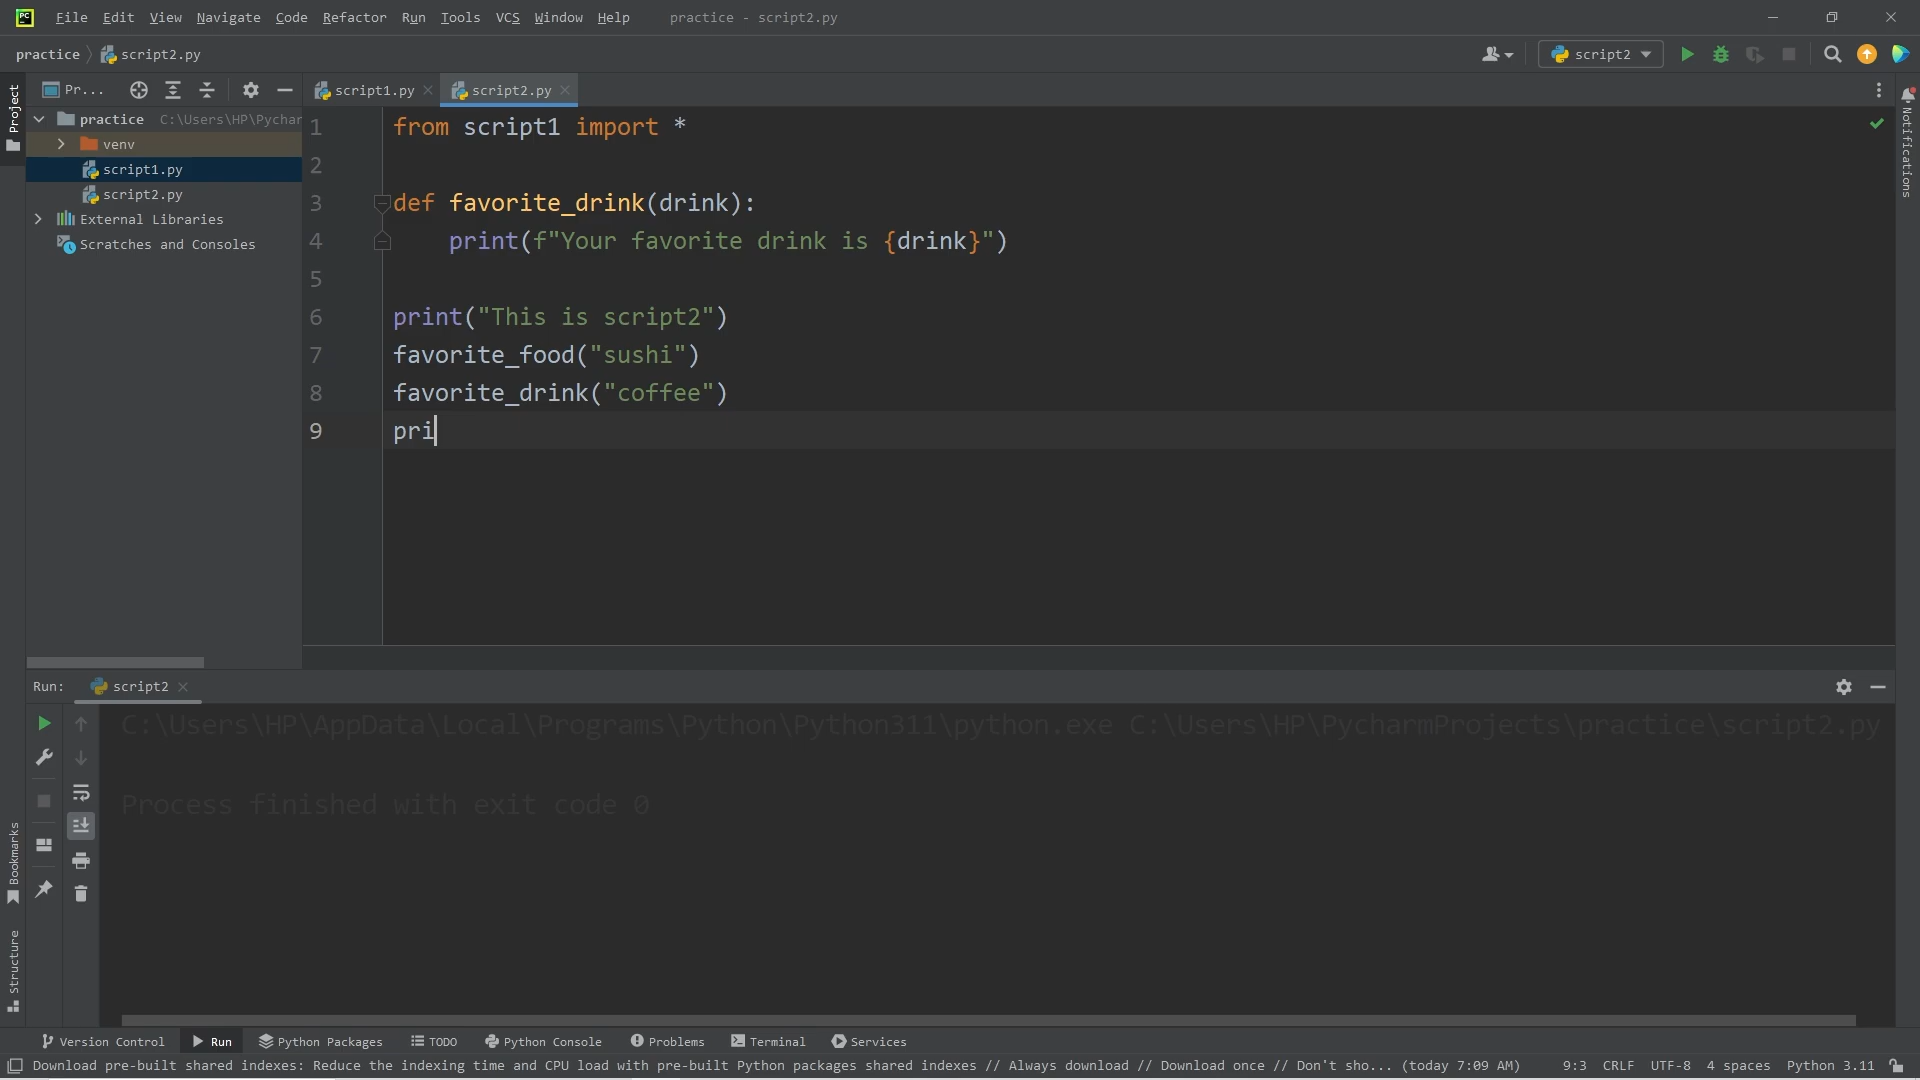 File Edit View Navigate Code Refactor Run Tools VCS Window Help practice - script2.py
practice script2.py script2
Project Pr... script1.py script2.py
practice C:\Users\HP\Pychar
venv
script1.py
script2.py
External Libraries
Scratches and Consoles
1 from script1 import *
2
3 def favorite_drink(drink):
4 print(f"Your favorite drink is {drink}")
5
6 print("This is script2")
7 favorite_food("sushi")
8 favorite_drink("coffee")
9 pri
Notifications
Run: script2
C:\Users\HP\AppData\Local\Programs\Python\Python311\python.exe C:\Users\HP\PycharmProjects\practice\script2.py
Process finished with exit code 0
Bookmarks
Structure
Version Control Run Python Packages TODO Python Console Problems Terminal Services
Download pre-built shared indexes: Reduce the indexing time and CPU load with pre-built Python packages shared indexes // Always download // Download once // Don't sho... (today 7:09 AM) 9:3 CRLF UTF-8 4 spaces Python 3.11